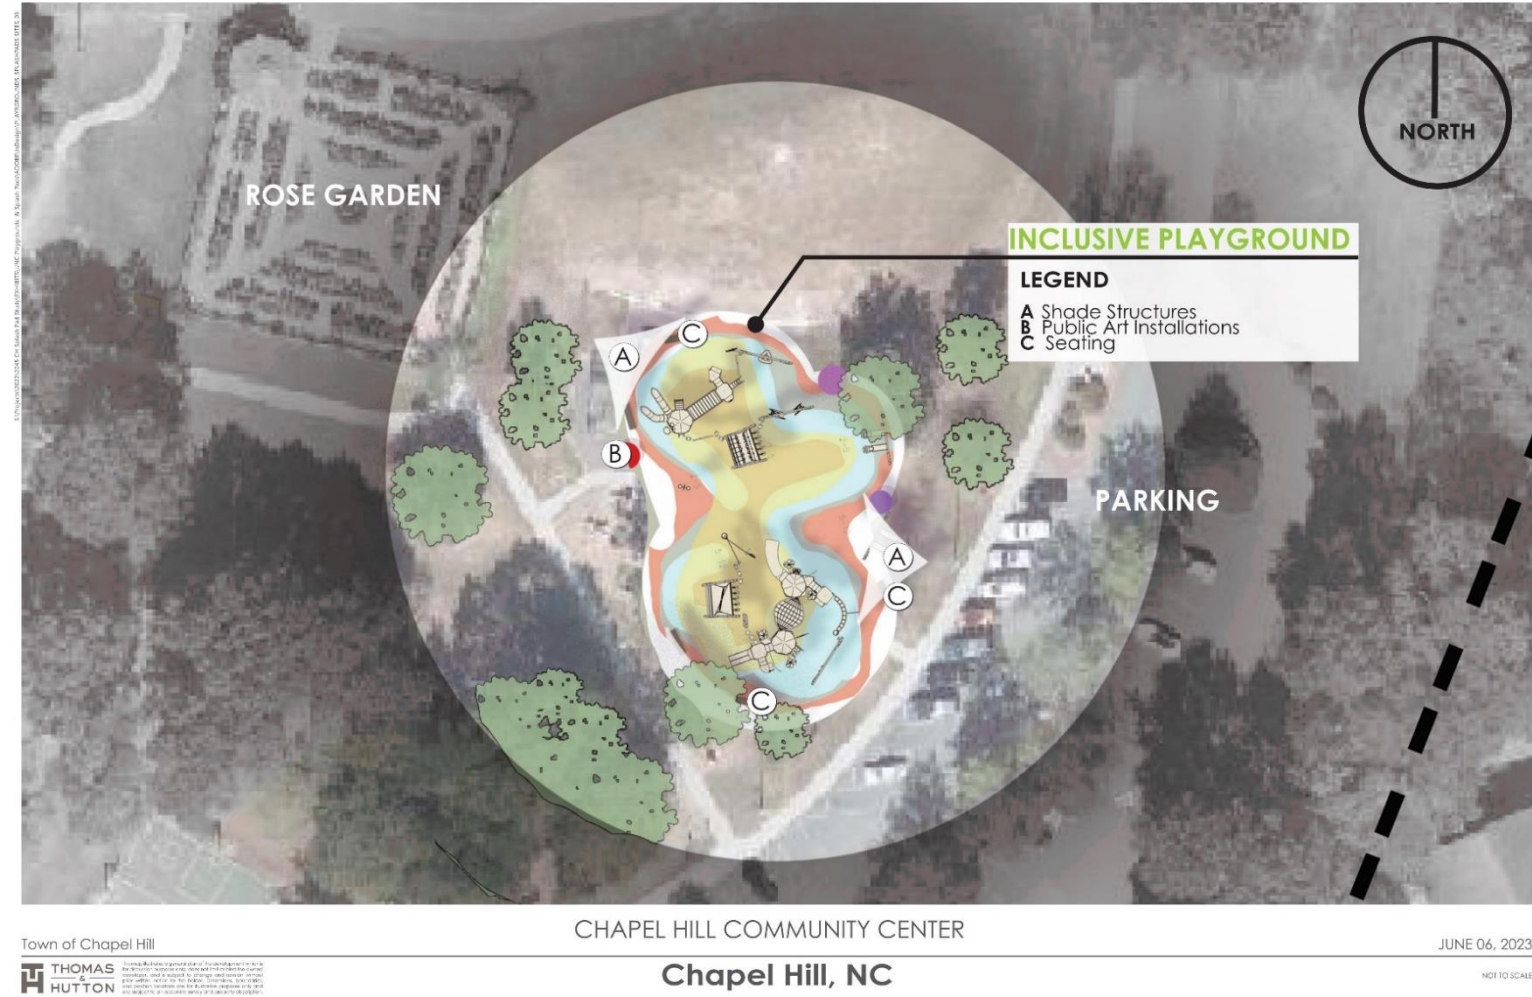 NORTH
ROSE GARDEN
INCLUSIVE PLAYGROUND
LEGEND
A Shade Structures
B Public Art Installations
C Seating
A
C
B
PARKING
A
C
C
CHAPEL HILL COMMUNITY CENTER
Town of Chapel Hill
JUNE 06, 2023
THOMAS
&
HUTTON
Chapel Hill, NC
NOT TO SCALE